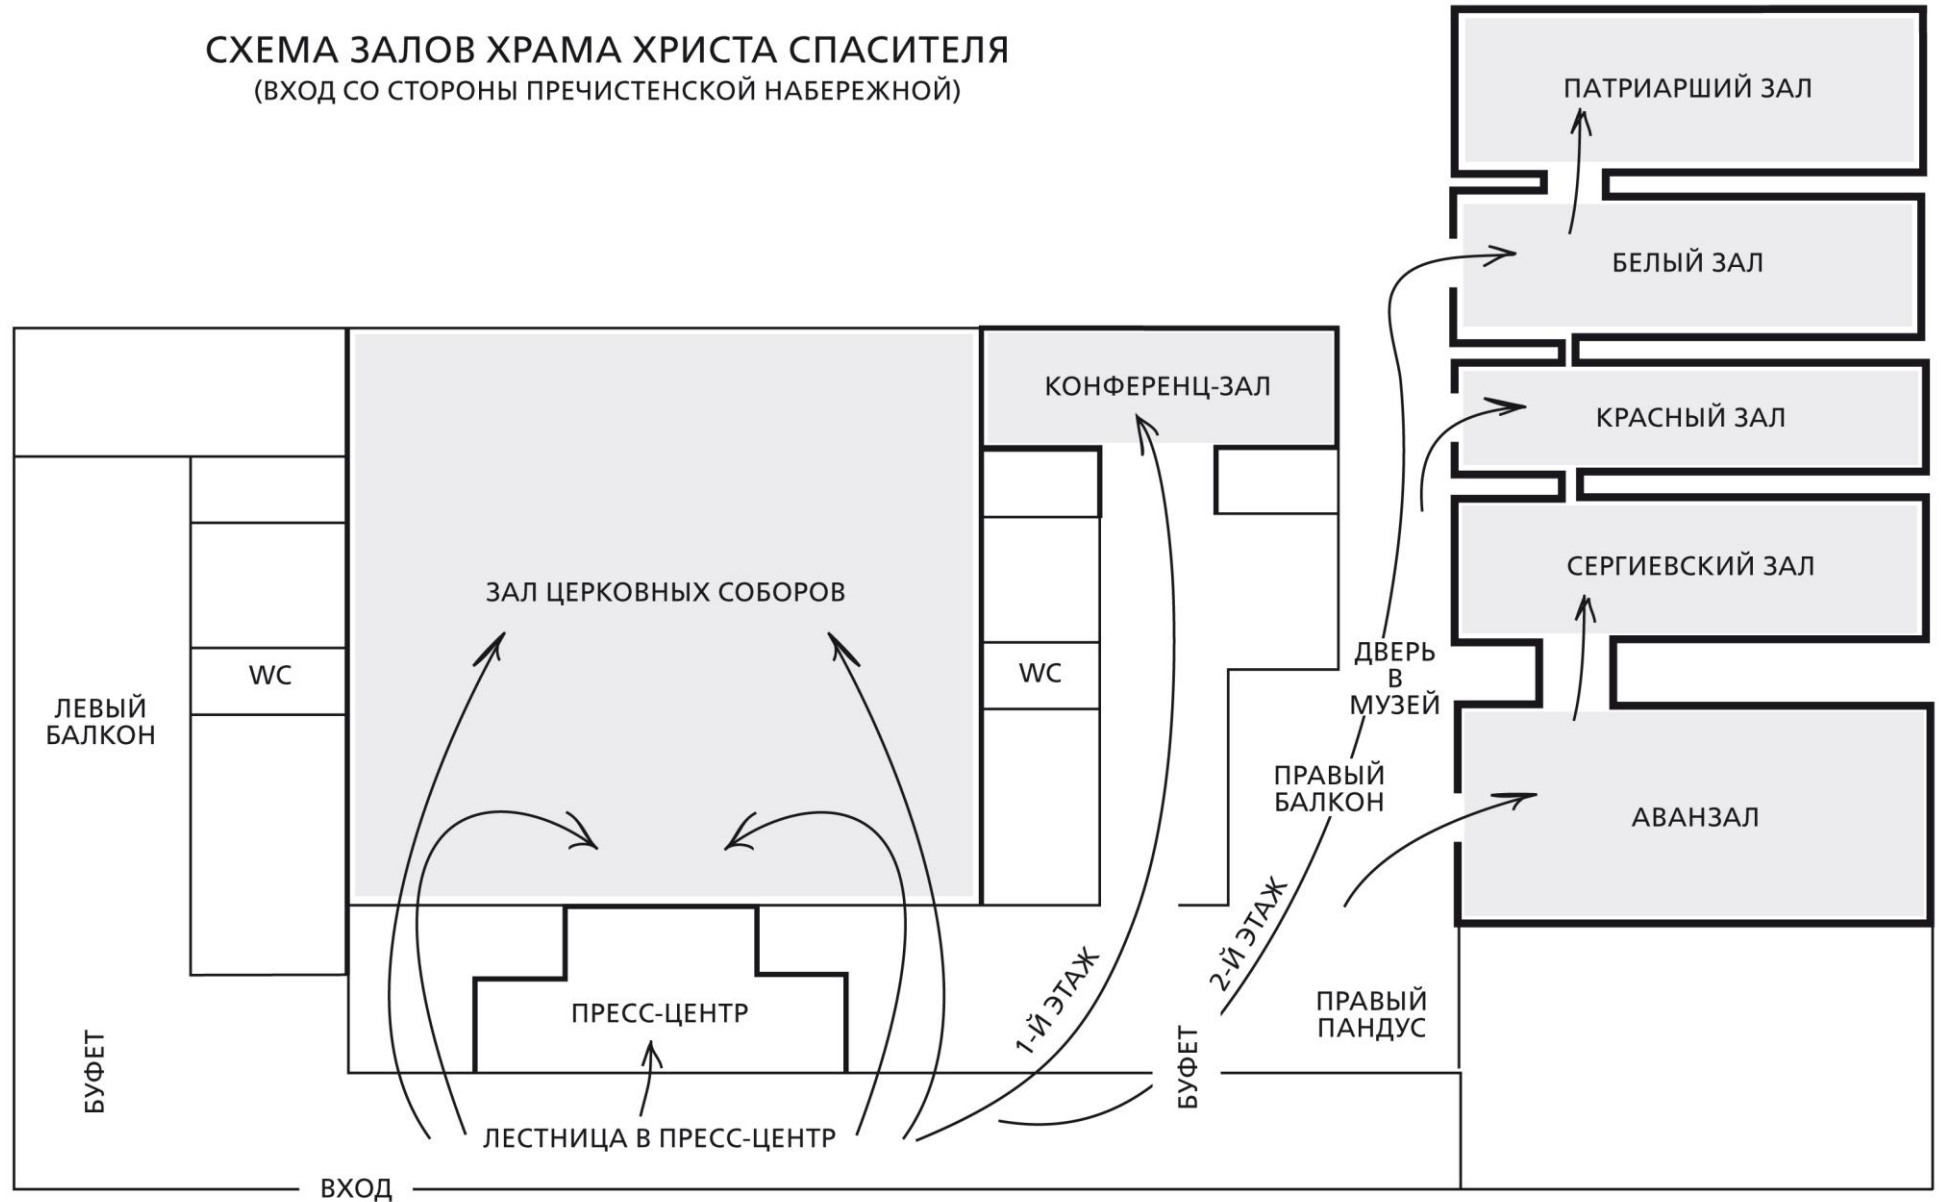 СХЕМА ЗАЛОВ ХРАМА ХРИСТА СПАСИТЕЛЯ
(ВХОД СО СТОРОНЫ ПРЕЧИСТЕНСКОЙ НАБЕРЕЖНОЙ)
ПАТРИАРШИЙ ЗАЛ
БЕЛЫЙ ЗАЛ
КОНФЕРЕНЦ-ЗАЛ
КРАСНЫЙ ЗАЛ
СЕРГИЕВСКИЙ ЗАЛ
ЗАЛ ЦЕРКОВНЫХ СОБОРОВ
WC
WC
ДВЕРЬ
В
МУЗЕЙ
ЛЕВЫЙ
БАЛКОН
ПРАВЫЙ
БАЛКОН
АВАНЗАЛ
1-Й ЭТАЖ
2-Й ЭТАЖ
ПРЕСС-ЦЕНТР
ПРАВЫЙ
ПАНДУС
БУФЕТ
БУФЕТ
ЛЕСТНИЦА В ПРЕСС-ЦЕНТР
ВХОД